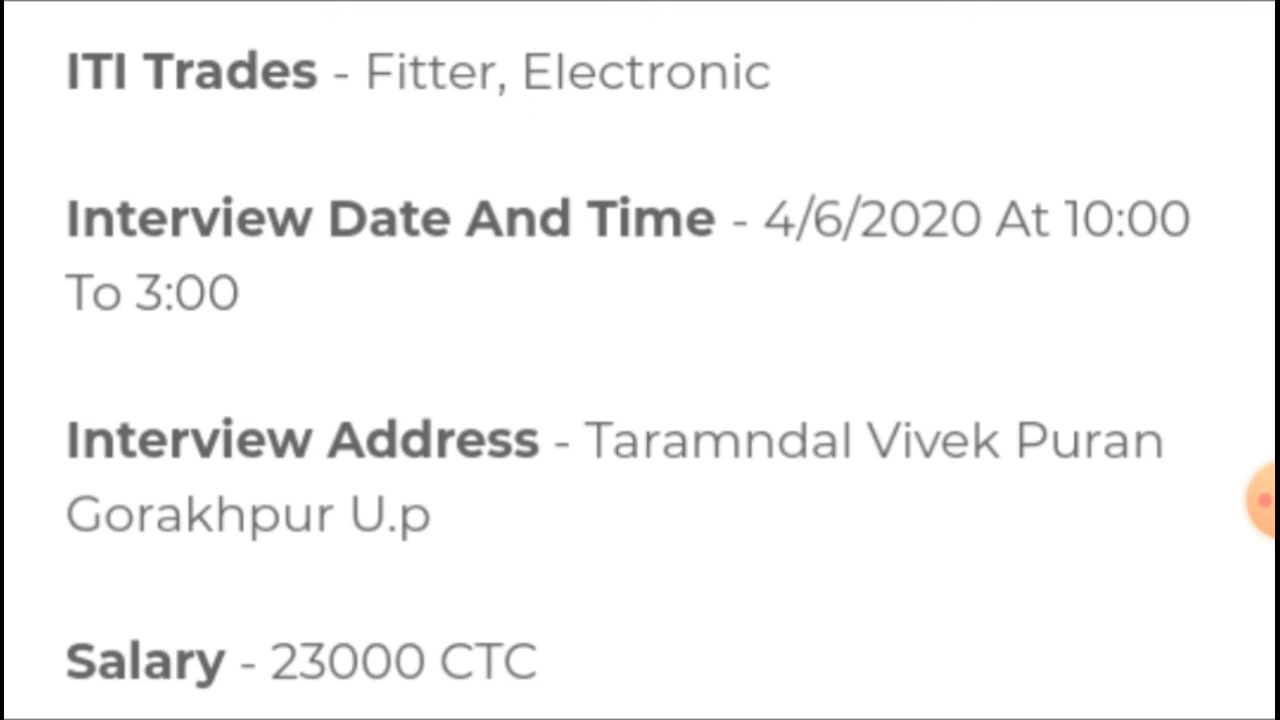 ITI Trades - Fitter, Electronic
Interview Date And Time - 4/6/2020 At 10:00
To 3:00
Interview Address - Taramndal Vivek Puran
Gorakhpur U.p
Salary - 23000 CTC